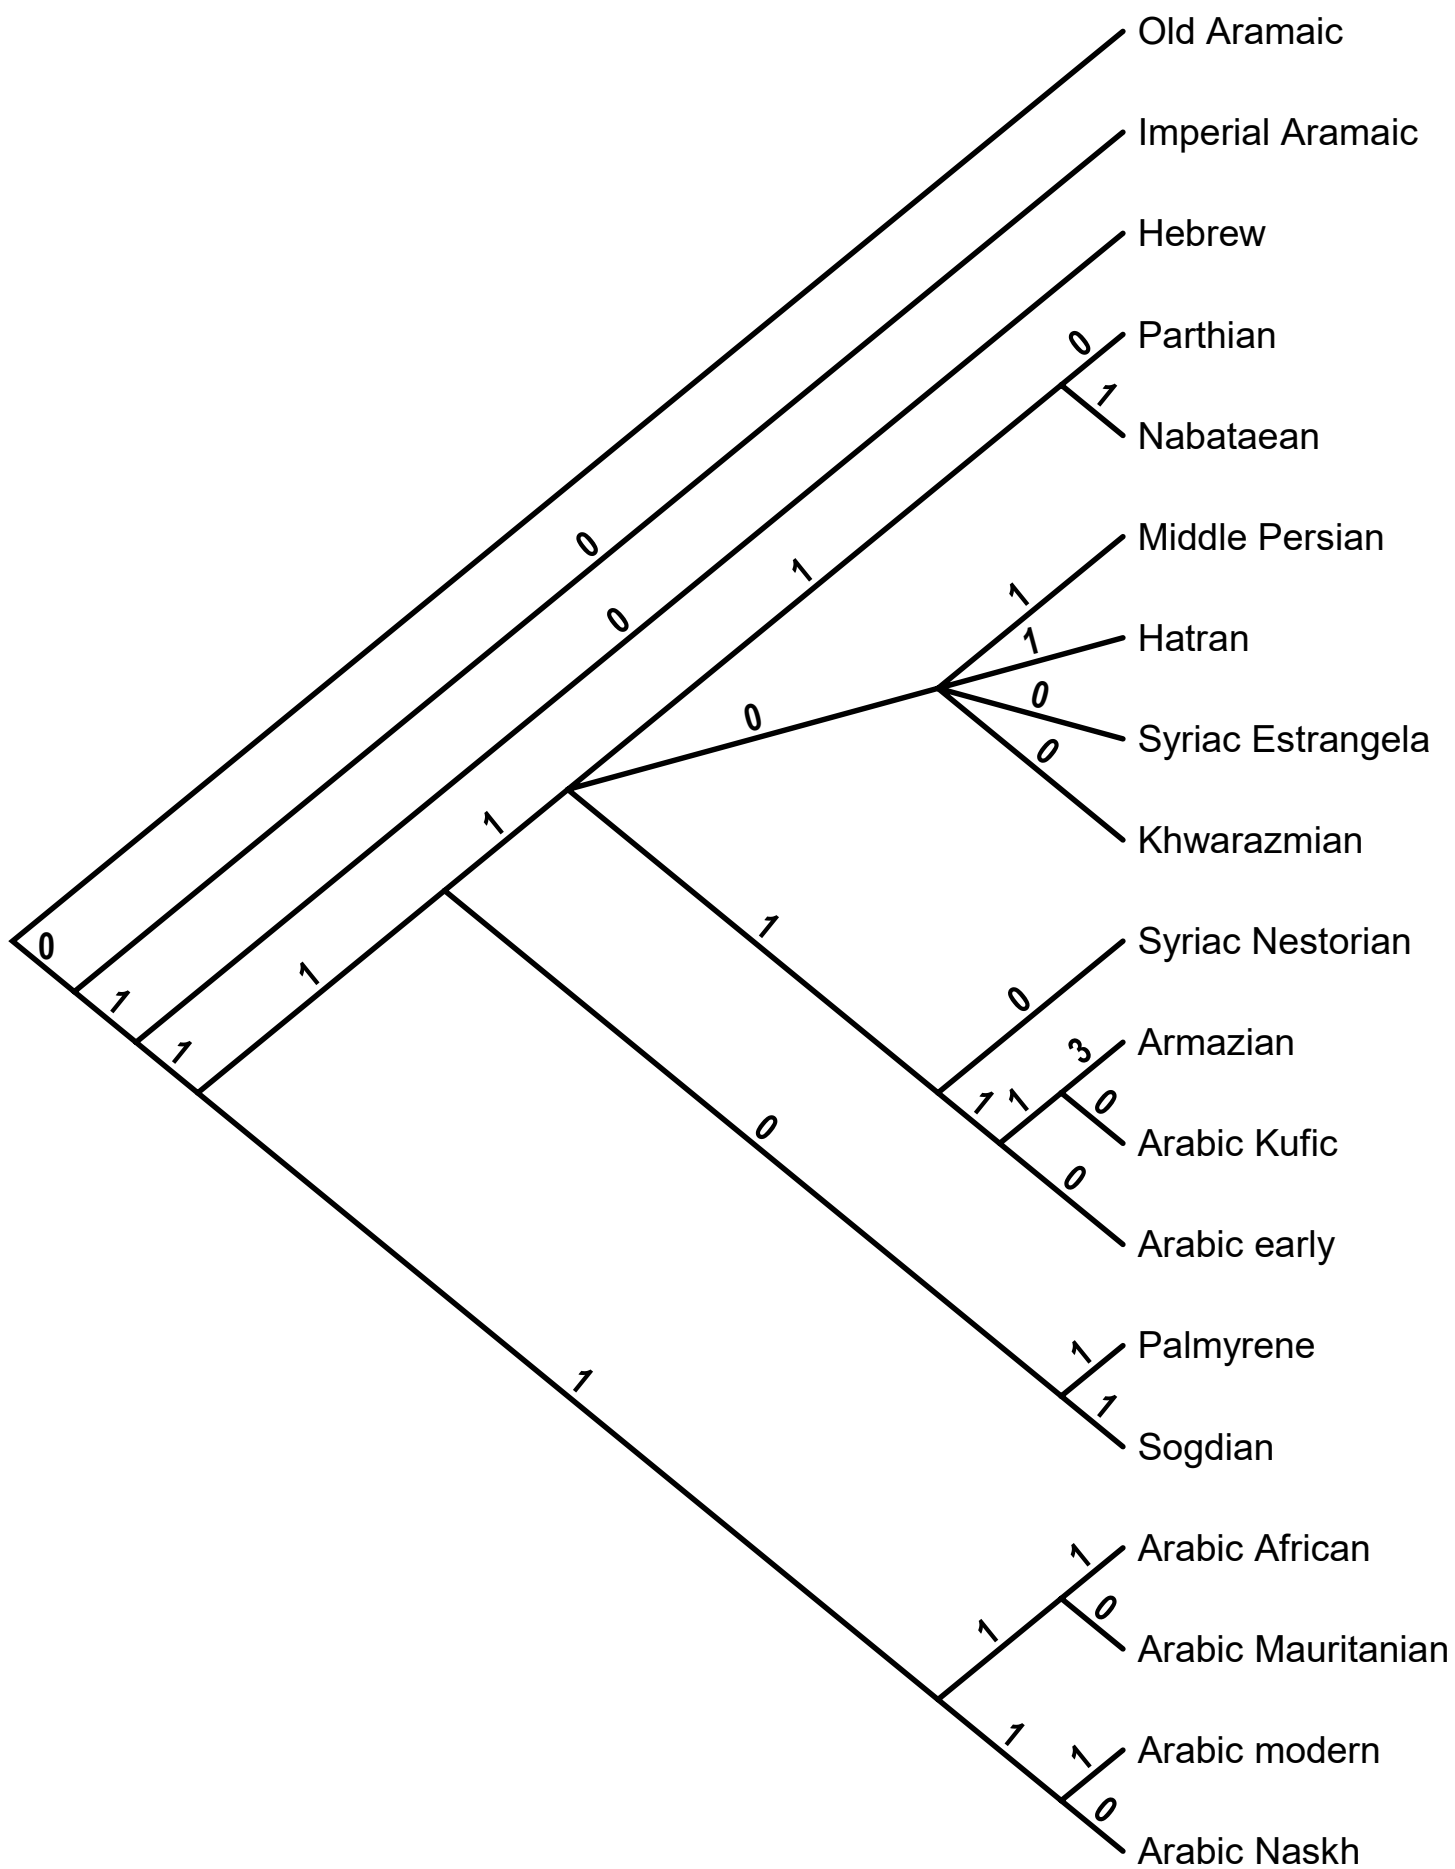 Old Aramaic
Imperial Aramaic
Hebrew
0
Parthian
1
Nabataean
0
1
Middle Persian
1
1
Hatran
0
0
Syriac Estrangela
0
0
Khwarazmian
1
1
0
Syriac Nestorian
1
0
1
3
Armazian
1
1
1
0
Arabic Kufic
0
0
Arabic early
1
Palmyrene
1
1
Sogdian
1
Arabic African
1
0
Arabic Mauritanian
1
1
Arabic modern
0
Arabic Naskh